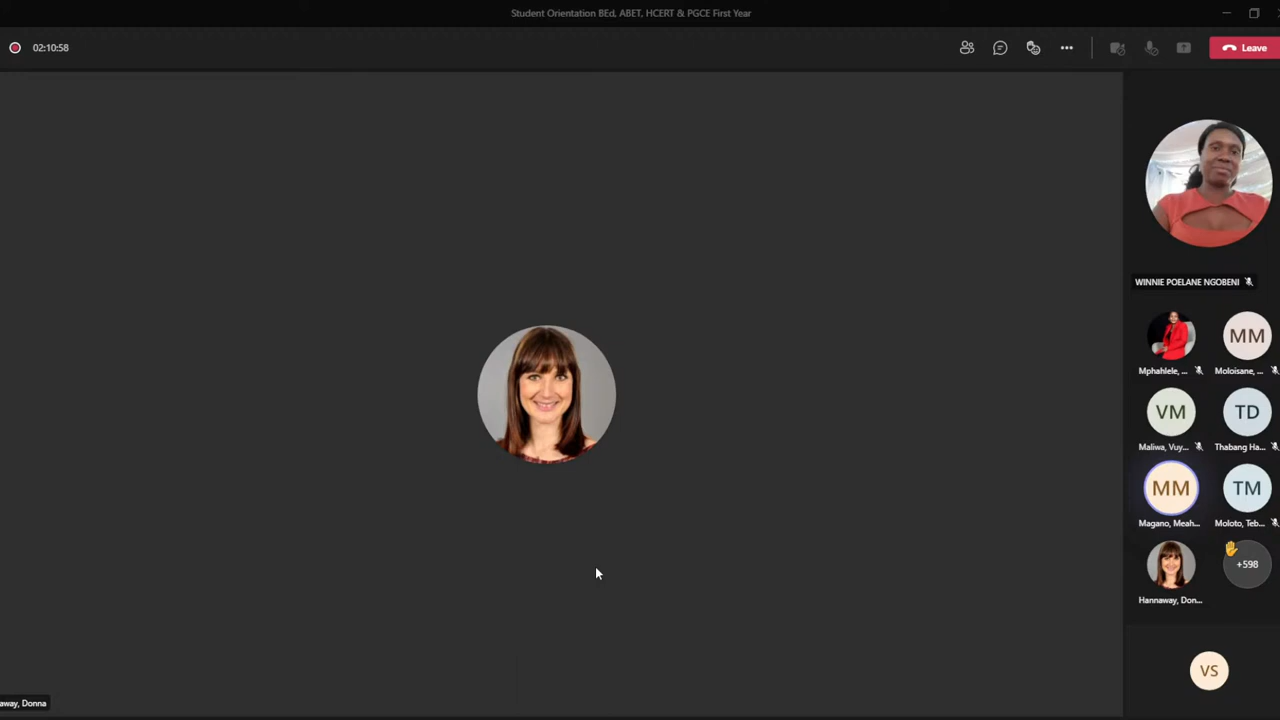 Student Orientation BEd, ABET, HCERT & PGCE First Year
02:10:58
Leave
WINNIE POELANE NGOBENI
Mphahlele, ...
MM
Moloisane, ...
VM
Maliwa, Vuy...
TD
Thabang Ha...
MM
Magano, Meah...
TM
Moloto, Teb...
Hannaway, Don...
+598
VS
away, Donna